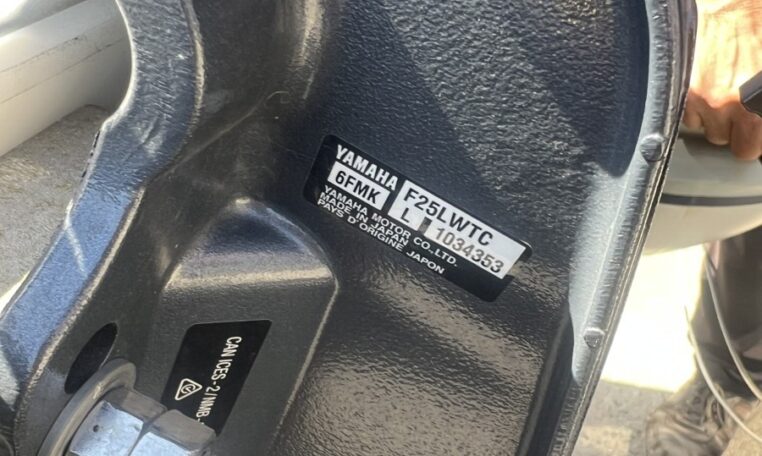 YAMAHA F25LWTC
6FMK L 1034353
YAMAHA MOTOR CO.,LTD.
MADE IN JAPAN
PAYS D'ORIGINE JAPON
CAN ICES-2/NMB-